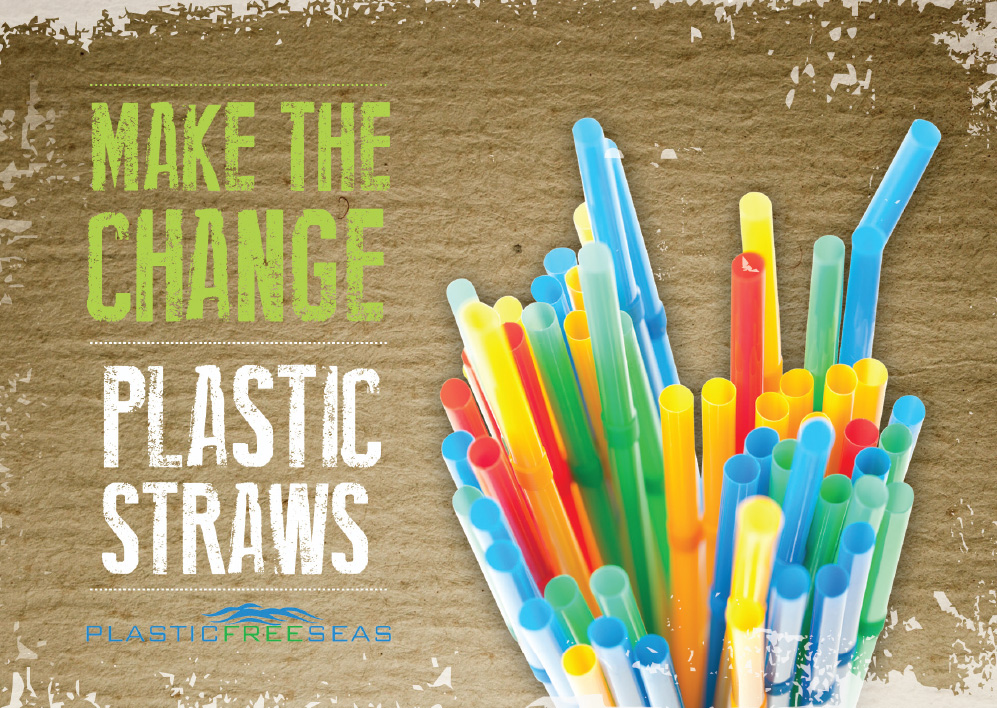 MAKE THE
CHANGE
PLASTIC
STRAWS
PLASTICFREESEAS